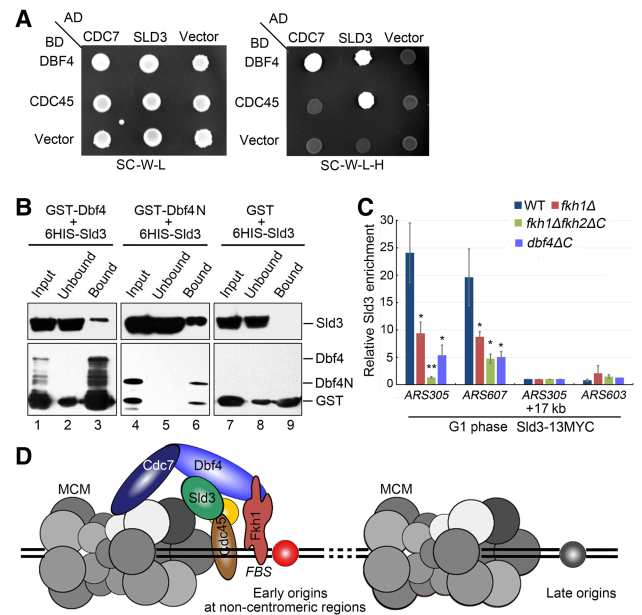 A
AD
BD
CDC7 SLD3 Vector
DBF4
CDC45
Vector
SC-W-L
AD
BD
CDC7 SLD3 Vector
DBF4
CDC45
Vector
SC-W-L-H
B
GST-Dbf4
+
6HIS-Sld3
GST-Dbf4N
+
6HIS-Sld3
GST
+
6HIS-Sld3
Input Unbound Bound Input Unbound Bound Input Unbound Bound
Sld3
Dbf4
Dbf4N
GST
1 2 3 4 5 6 7 8 9
C
WT fkh1Δ
fkh1Δfkh2ΔC
dbf4ΔC
Relative Sld3 enrichment
30
25
20
15
10
5
0
* ** * * * *
ARS305 ARS607 ARS305 ARS603
+17 kb
G1 phase Sld3-13MYC
D
MCM
Cdc7
Dbf4
Sld3
Cdc45
Fkh1
FBS
Early origins
at non-centromeric regions
MCM
Late origins